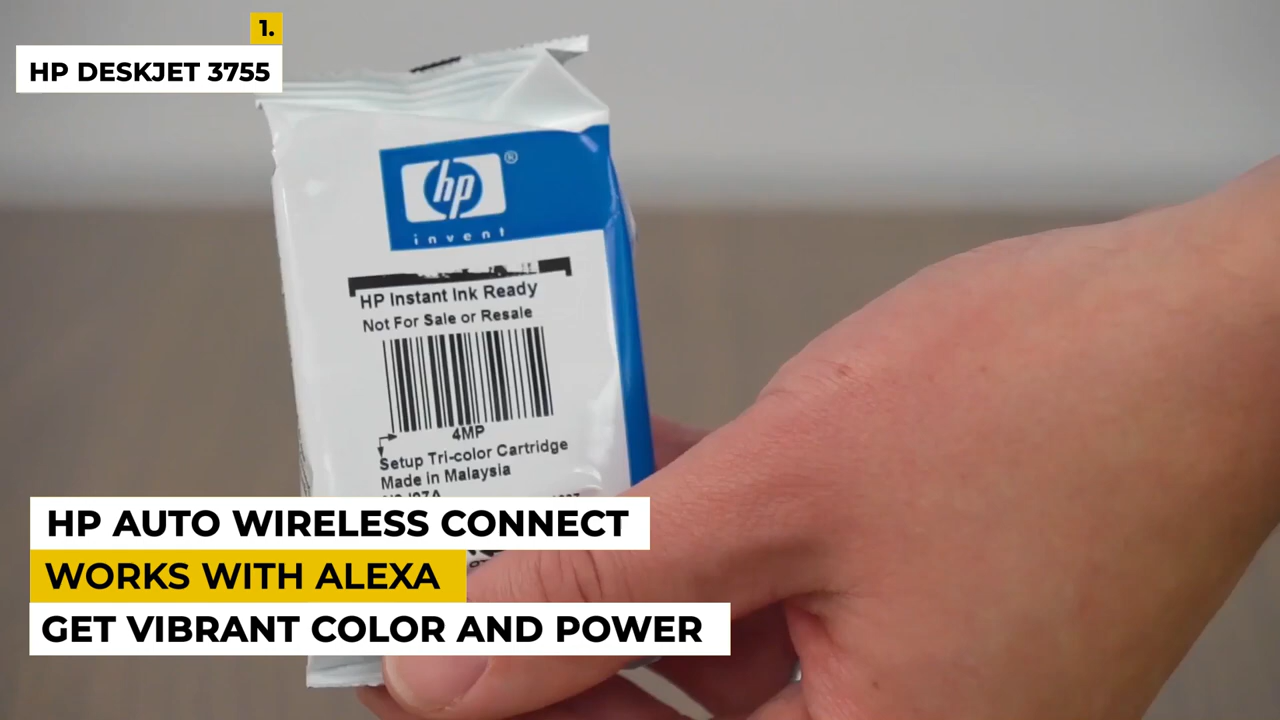 1.
HP DESKJET 3755
hp®
invent
HP Instant Ink Ready
Not For Sale or Resale
4MP
Setup Tri-color Cartridge
Made in Malaysia
HP AUTO WIRELESS CONNECT
WORKS WITH ALEXA
GET VIBRANT COLOR AND POWER